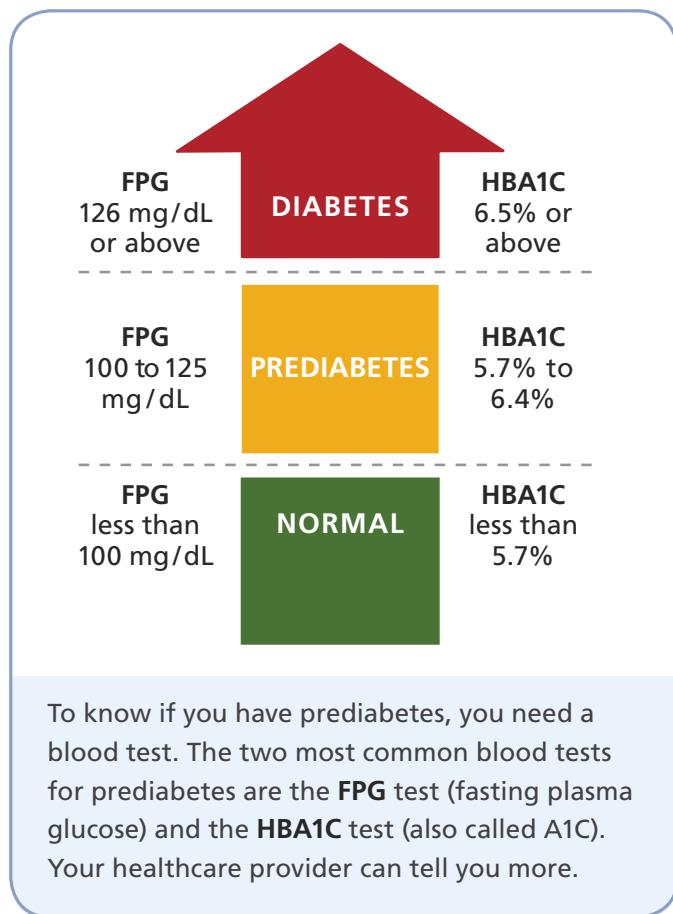 FPG
126 mg/dL
or above
DIABETES
HBA1C
6.5% or
above
FPG
100 to 125
mg/dL
PREDIABETES
HBA1C
5.7% to
6.4%
FPG
less than
100 mg/dL
NORMAL
HBA1C
less than
5.7%
To know if you have prediabetes, you need a
blood test. The two most common blood tests
for prediabetes are the FPG test (fasting plasma
glucose) and the HBA1C test (also called A1C).
Your healthcare provider can tell you more.